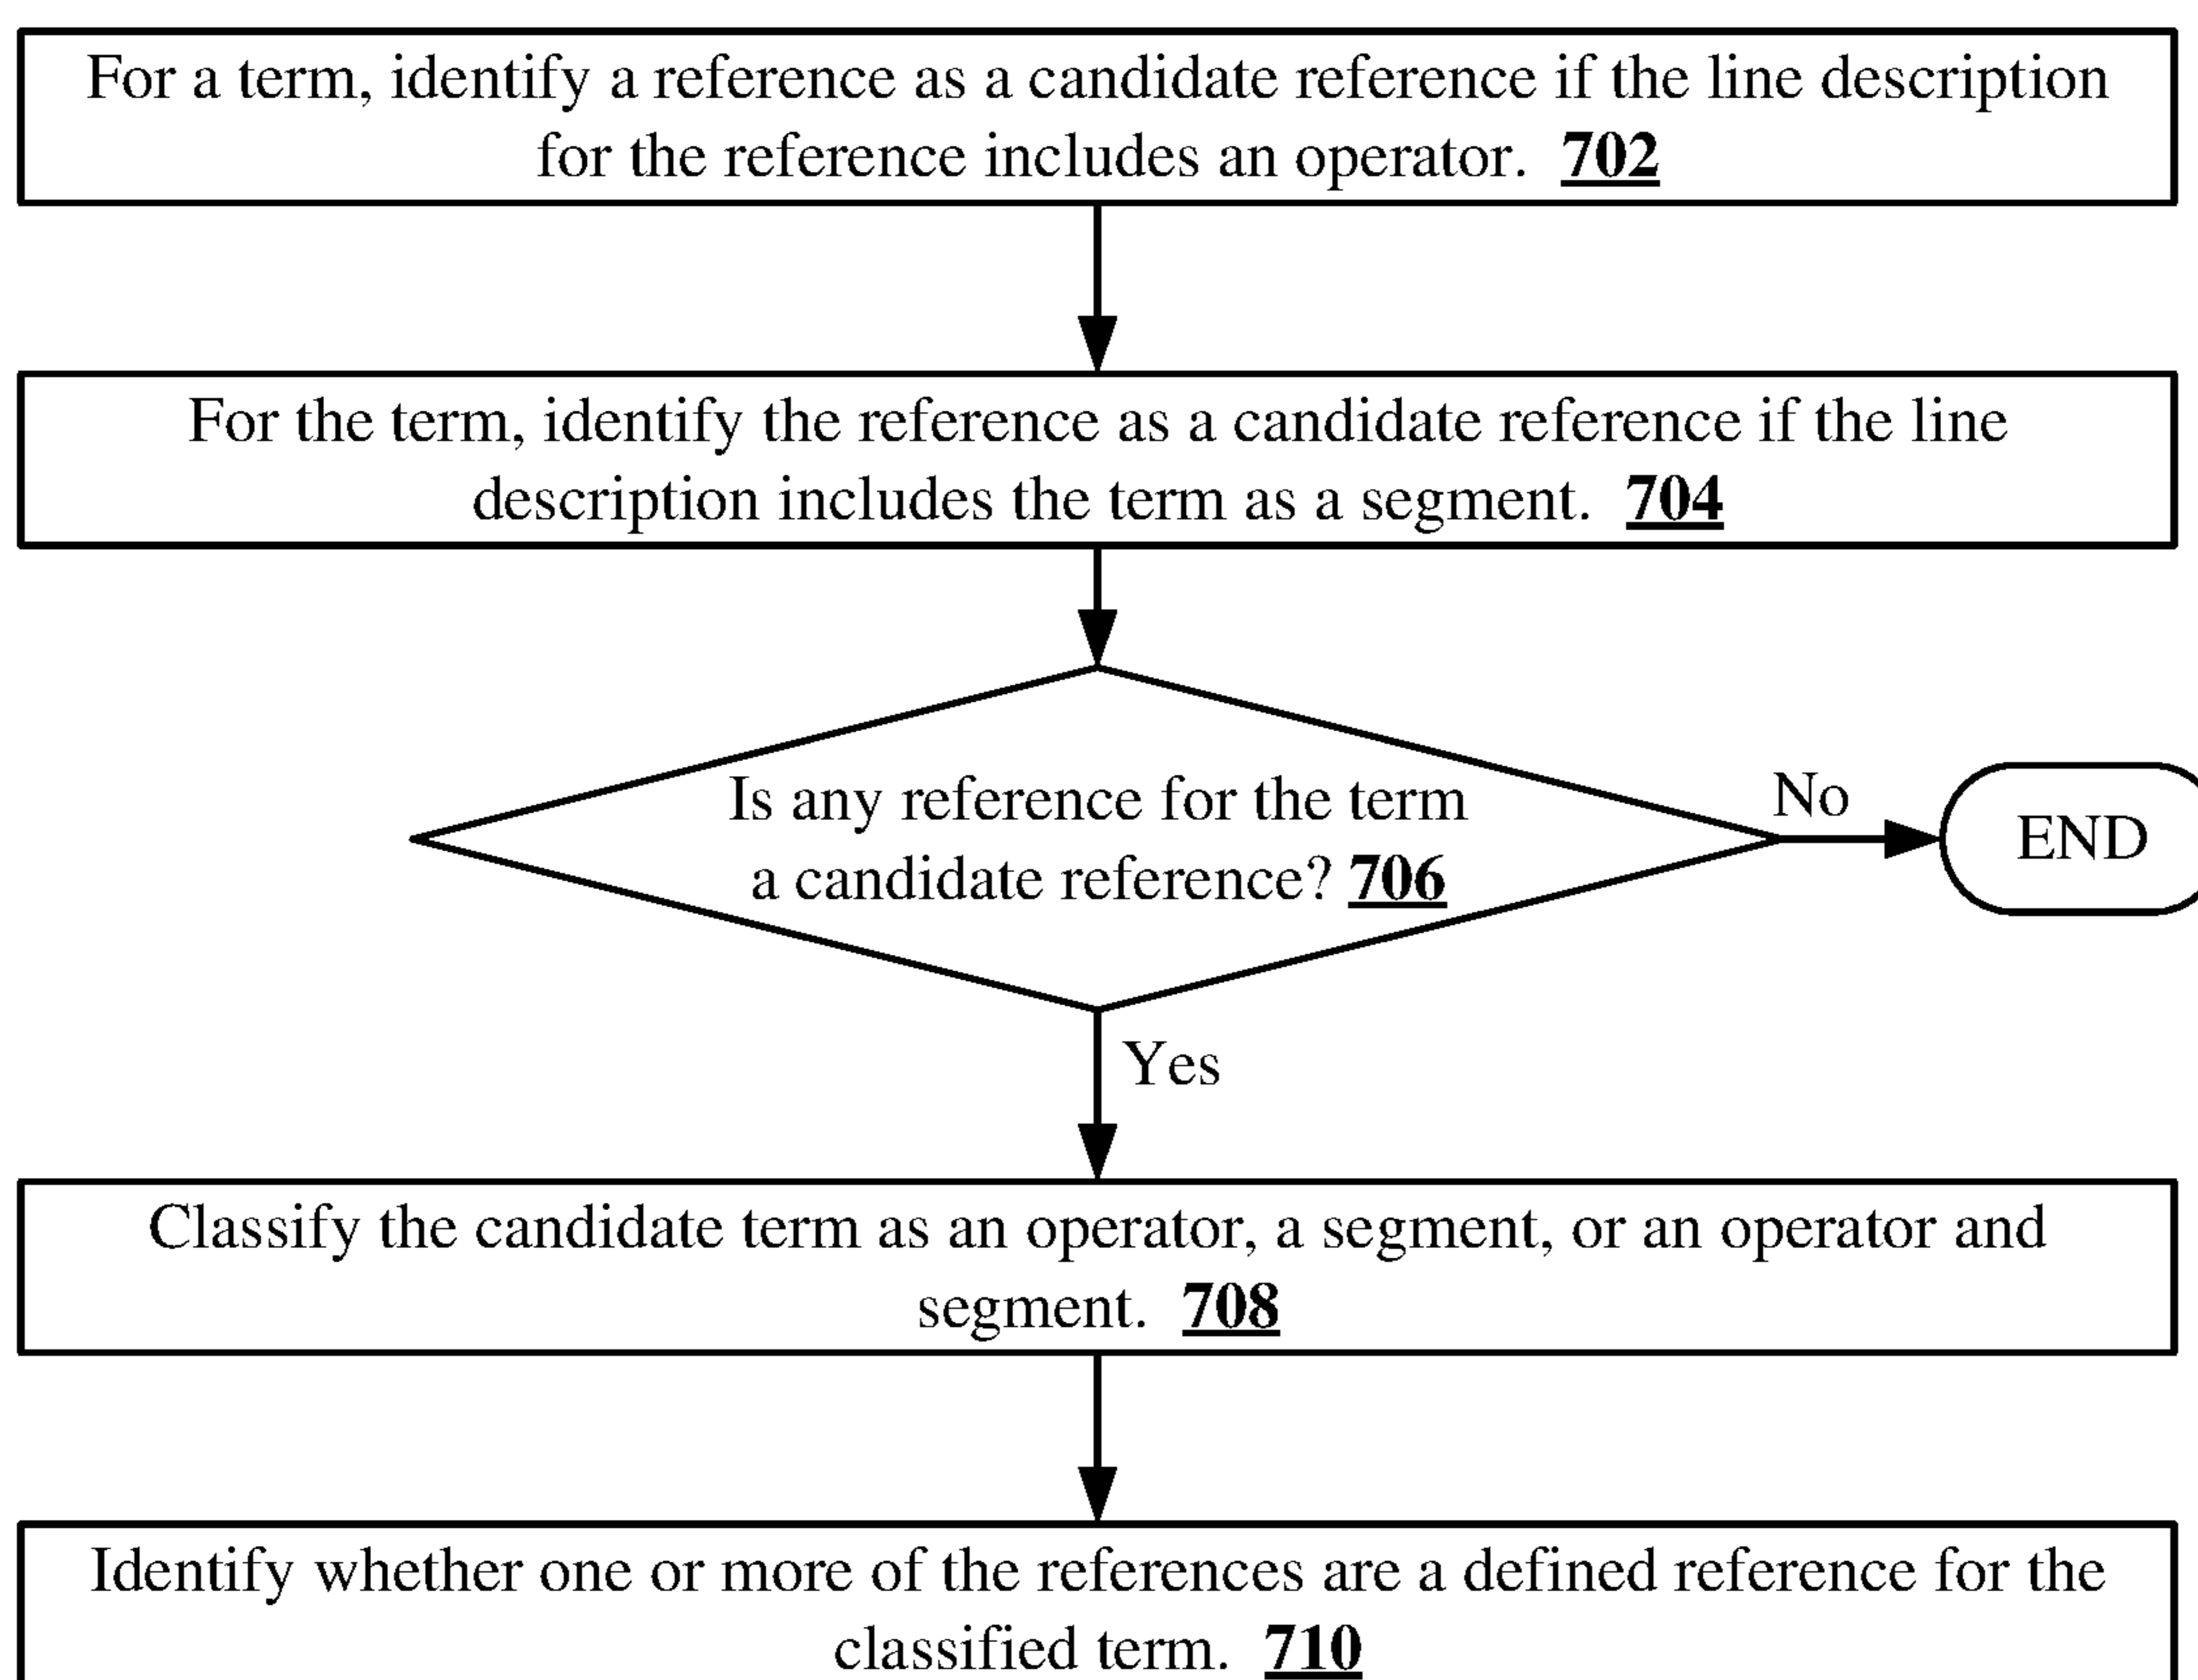 For a term, identify a reference as a candidate reference if the line description
for the reference includes an operator. 702
For the term, identify the reference as a candidate reference if the line
description includes the term as a segment. 704
Is any reference for the term
a candidate reference? 706
No
END
Yes
Classify the candidate term as an operator, a segment, or an operator and
segment. 708
Identify whether one or more of the references are a defined reference for the
classified term. 710